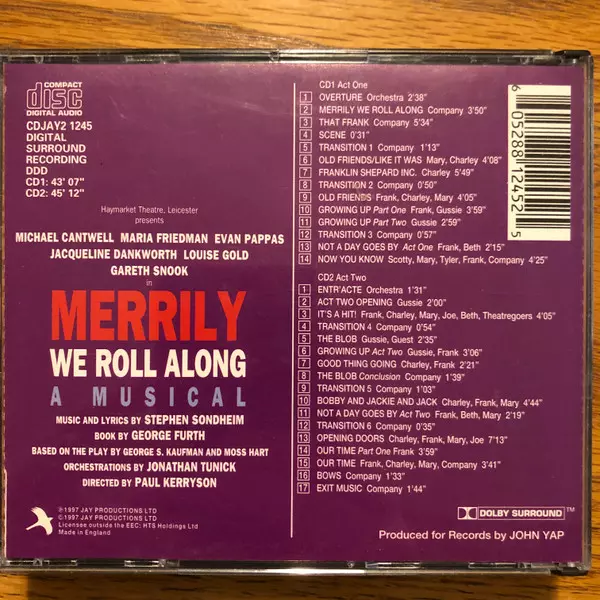 COMPACT
disc
DIGITAL AUDIO
CDJAY2 1245
DIGITAL
SURROUND
RECORDING
DDD
CD1: 43' 07"
CD2: 45' 12"
Haymarket Theatre, Leicester
presents
MICHAEL CANTWELL MARIA FRIEDMAN EVAN PAPPAS
JACQUELINE DANKWORTH LOUISE GOLD
GARETH SNOOK
in
MERRILY
WE ROLL ALONG
A MUSICAL
MUSIC AND LYRICS BY STEPHEN SONDHEIM
BOOK BY GEORGE FURTH
BASED ON THE PLAY BY GEORGE S. KAUFMAN AND MOSS HART
ORCHESTRATIONS BY JONATHAN TUNICK
DIRECTED BY PAUL KERRYSON
℗1997 JAY PRODUCTIONS LTD
©1997 JAY PRODUCTIONS LTD
Licensee outside the EEC: HTS Holdings Ltd
Made in England
CD1 Act One
1 OVERTURE Orchestra 2'38"
2 MERRILY WE ROLL ALONG Company 3'50"
3 THAT FRANK Company 5'34"
4 SCENE 0'31"
5 TRANSITION 1 Company 1'13"
6 OLD FRIENDS/LIKE IT WAS Mary, Charley 4'08"
7 FRANKLIN SHEPARD INC. Charley 5'49"
8 TRANSITION 2 Company 0'50"
9 OLD FRIENDS Frank, Charley, Mary 4'05"
10 GROWING UP Part One Frank, Gussie 3'59"
11 GROWING UP Part Two Gussie 2'59"
12 TRANSITION 3 Company 0'57"
13 NOT A DAY GOES BY Act One Frank, Beth 2'15"
14 NOW YOU KNOW Scotty, Mary, Tyler, Frank, Company 4'25"
CD2 Act Two
1 ENTR'ACTE Orchestra 1'31"
2 ACT TWO OPENING Gussie 2'00"
3 IT'S A HIT! Frank, Charley, Mary, Joe, Beth, Theatregoers 4'05"
4 TRANSITION 4 Company 0'54"
5 THE BLOB Gussie, Guest 2'35"
6 GROWING UP Act Two Gussie, Frank 3'06"
7 GOOD THING GOING Charley, Frank 2'21"
8 THE BLOB Conclusion Company 1'39"
9 TRANSITION 5 Company 1'03"
10 BOBBY AND JACKIE AND JACK Charley, Frank, Mary 4'44"
11 NOT A DAY GOES BY Act Two Frank, Beth, Mary 2'19"
12 TRANSITION 6 Company 0'35"
13 OPENING DOORS Charley, Frank, Mary, Joe 7'13"
14 OUR TIME Part One Frank 3'59"
15 OUR TIME Frank, Charley, Mary, Company 3'41"
16 BOWS Company 1'33"
17 EXIT MUSIC Company 1'44"
6 05288 12452 5
DOLBY SURROUND™
Produced for Records by JOHN YAP